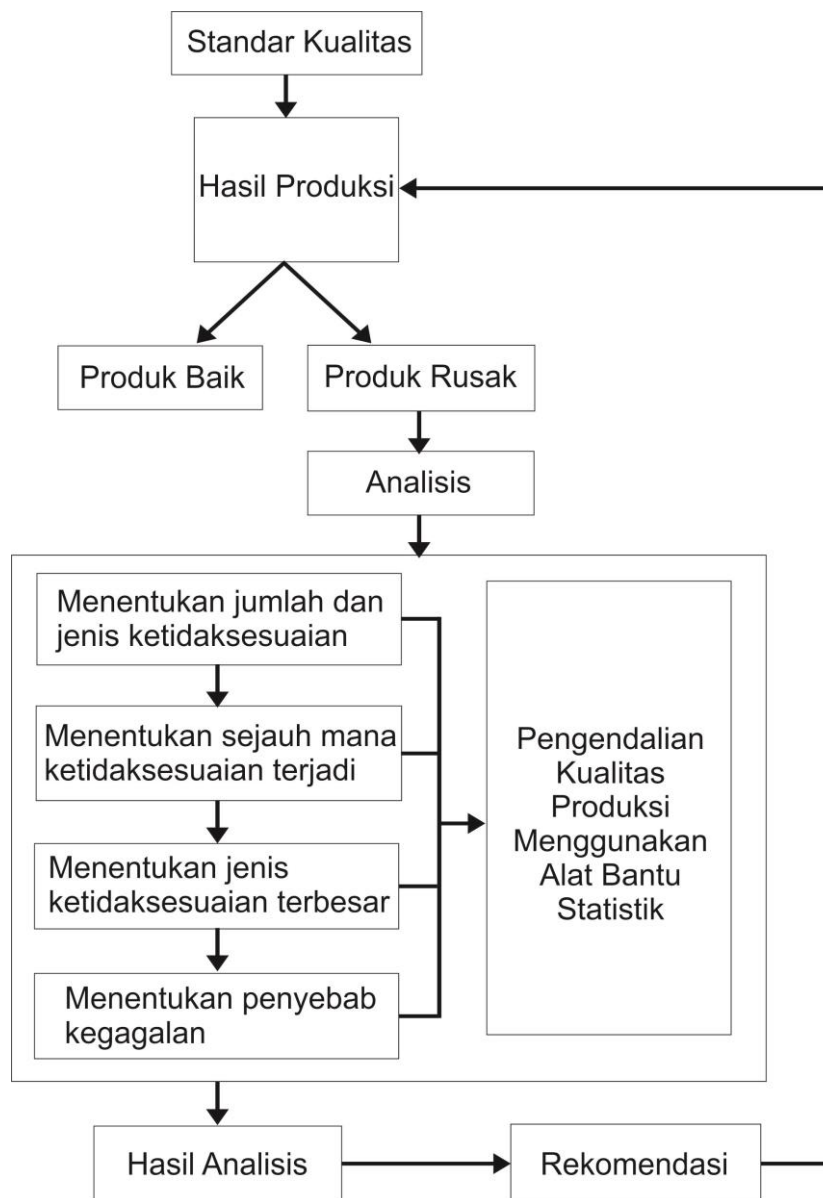 Standar Kualitas
Hasil Produksi
Produk Baik
Produk Rusak
Analisis
Menentukan jumlah dan
jenis ketidaksesuaian
Menentukan sejauh mana
ketidaksesuaian terjadi
Menentukan jenis
ketidaksesuaian terbesar
Menentukan penyebab
kegagalan
Pengendalian
Kualitas
Produksi
Menggunakan
Alat Bantu
Statistik
Hasil Analisis
Rekomendasi